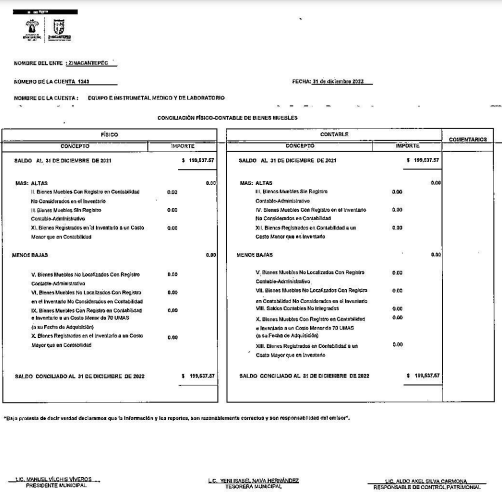 NOMBRE DEL ENTE : ZINACANTEPEC
NÚMERO DE LA CUENTA 1243
FECHA: 31 de diciembre 2022
NOMBRE DE LA CUENTA : EQUIPO E INSTRUMETAL MEDICO Y DE LABORATORIO
CONCILIACIÓN FÍSICO-CONTABLE DE BIENES MUEBLES
FÍSICO
CONCEPTO IMPORTE
SALDO AL 31 DE DICIEMBRE DE 2021 $ 199,637.57
MAS: ALTAS 0.00
II. Bienes Muebles Con Registro en Contabilidad 0.00
No Considerados en el Inventario
III. Bienes Muebles Sin Registro 0.00
Contable-Administrativo
XI. Bienes Registrados en el Inventario a un Costo 0.00
Menor que en Contabilidad
MENOS BAJAS 0.00
V. Bienes Muebles No Localizados Con Registro 0.00
Contable-Administrativo
VI. Bienes Muebles No Localizados Con Registro 0.00
en el Inventario No Considerados en Contabilidad
IX. Bienes Muebles Con Registro en Contabilidad 0.00
e Inventario a un Costo Menor de 70 UMAS
(a su Fecha de Adquisición)
X. Bienes Registrados en el Inventario a un Costo 0.00
Mayor que en Contabilidad
SALDO CONCILIADO AL 31 DE DICIEMBRE DE 2022 $ 199,637.57
CONTABLE
COMENTARIOS
CONCEPTO IMPORTE
SALDO AL 31 DE DICIEMBRE DE 2021 $ 199,637.57
MAS: ALTAS 0.00
III. Bienes Muebles Sin Registro 0.00
Contable-Administrativo
IV. Bienes Muebles Con Registro en el Inventario 0.00
No Considerados en Contabilidad
XII. Bienes Registrados en Contabilidad a un 0.00
Costo Menor que en Inventario
MENOS BAJAS 0.00
V. Bienes Muebles No Localizados Con Registro 0.00
Contable-Administrativo
VII. Bienes Muebles No Localizados Con Registro 0.00
en Contabilidad No Considerados en el Inventario
VIII. Saldos Contables No Integrados 0.00
X. Bienes Muebles Con Registro en Contabilidad 0.00
e Inventario a un Costo Menor de 70 UMAS
(a su Fecha de Adquisición)
XIII. Bienes Registrados en Contabilidad a un 0.00
Costo Mayor que en Inventario
SALDO CONCILIADO AL 31 DE DICIEMBRE DE 2022 $ 199,637.57
"Bajo protesta de decir verdad declaramos que la información y los reportes, son razonablemente correctos y son responsabilidad del emisor".
LIC. MANUEL VILCHIS VIVEROS
PRESIDENTE MUNICIPAL
L.C. YENI ISABEL NAVA HERNÁNDEZ
TESORERA MUNICIPAL
LIC. ALDO AXEL SILVA CARMONA
RESPONSABLE DE CONTROL PATRIMONIAL